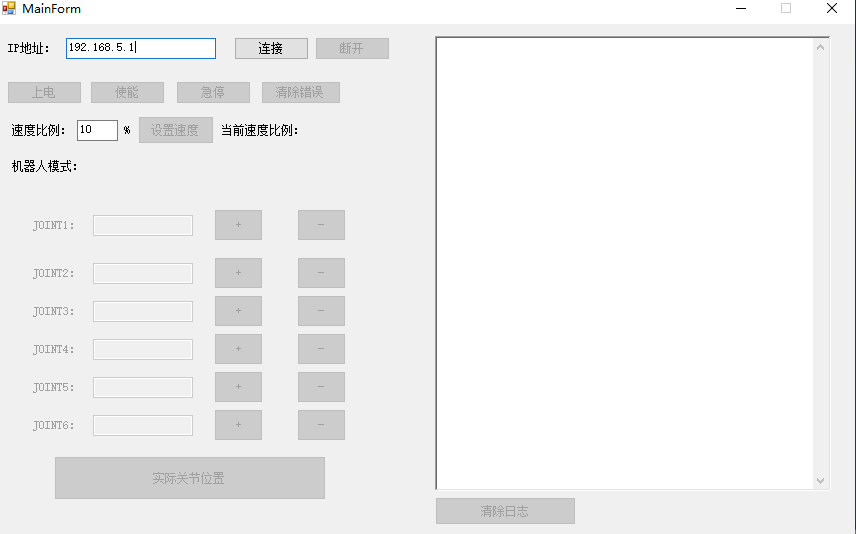 MainForm
IP地址： 192.168.5.1 连接 断开
上电 使能 急停 清除错误
速度比例： 10 % 设置速度 当前速度比例：
机器人模式：
JOINT1： + -
JOINT2： + -
JOINT3： + -
JOINT4： + -
JOINT5： + -
JOINT6： + -
实际关节位置
清除日志